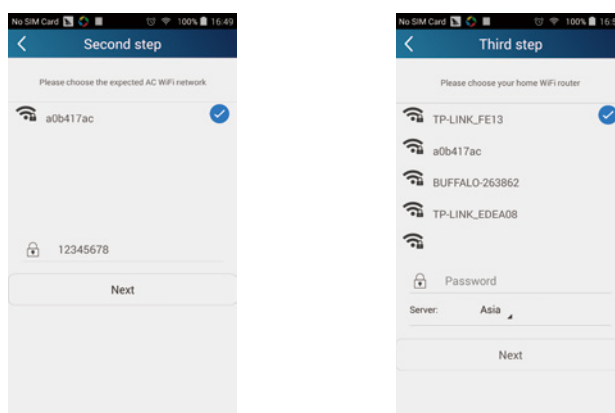 No SIM Card 100% 16:49
Second step
Please choose the expected AC WiFi network
a0b417ac
12345678
Next
No SIM Card 100% 16:5
Third step
Please choose your home WiFi router
TP-LINK_FE13
a0b417ac
BUFFALO-263862
TP-LINK_EDEA08
Password
Server: Asia
Next